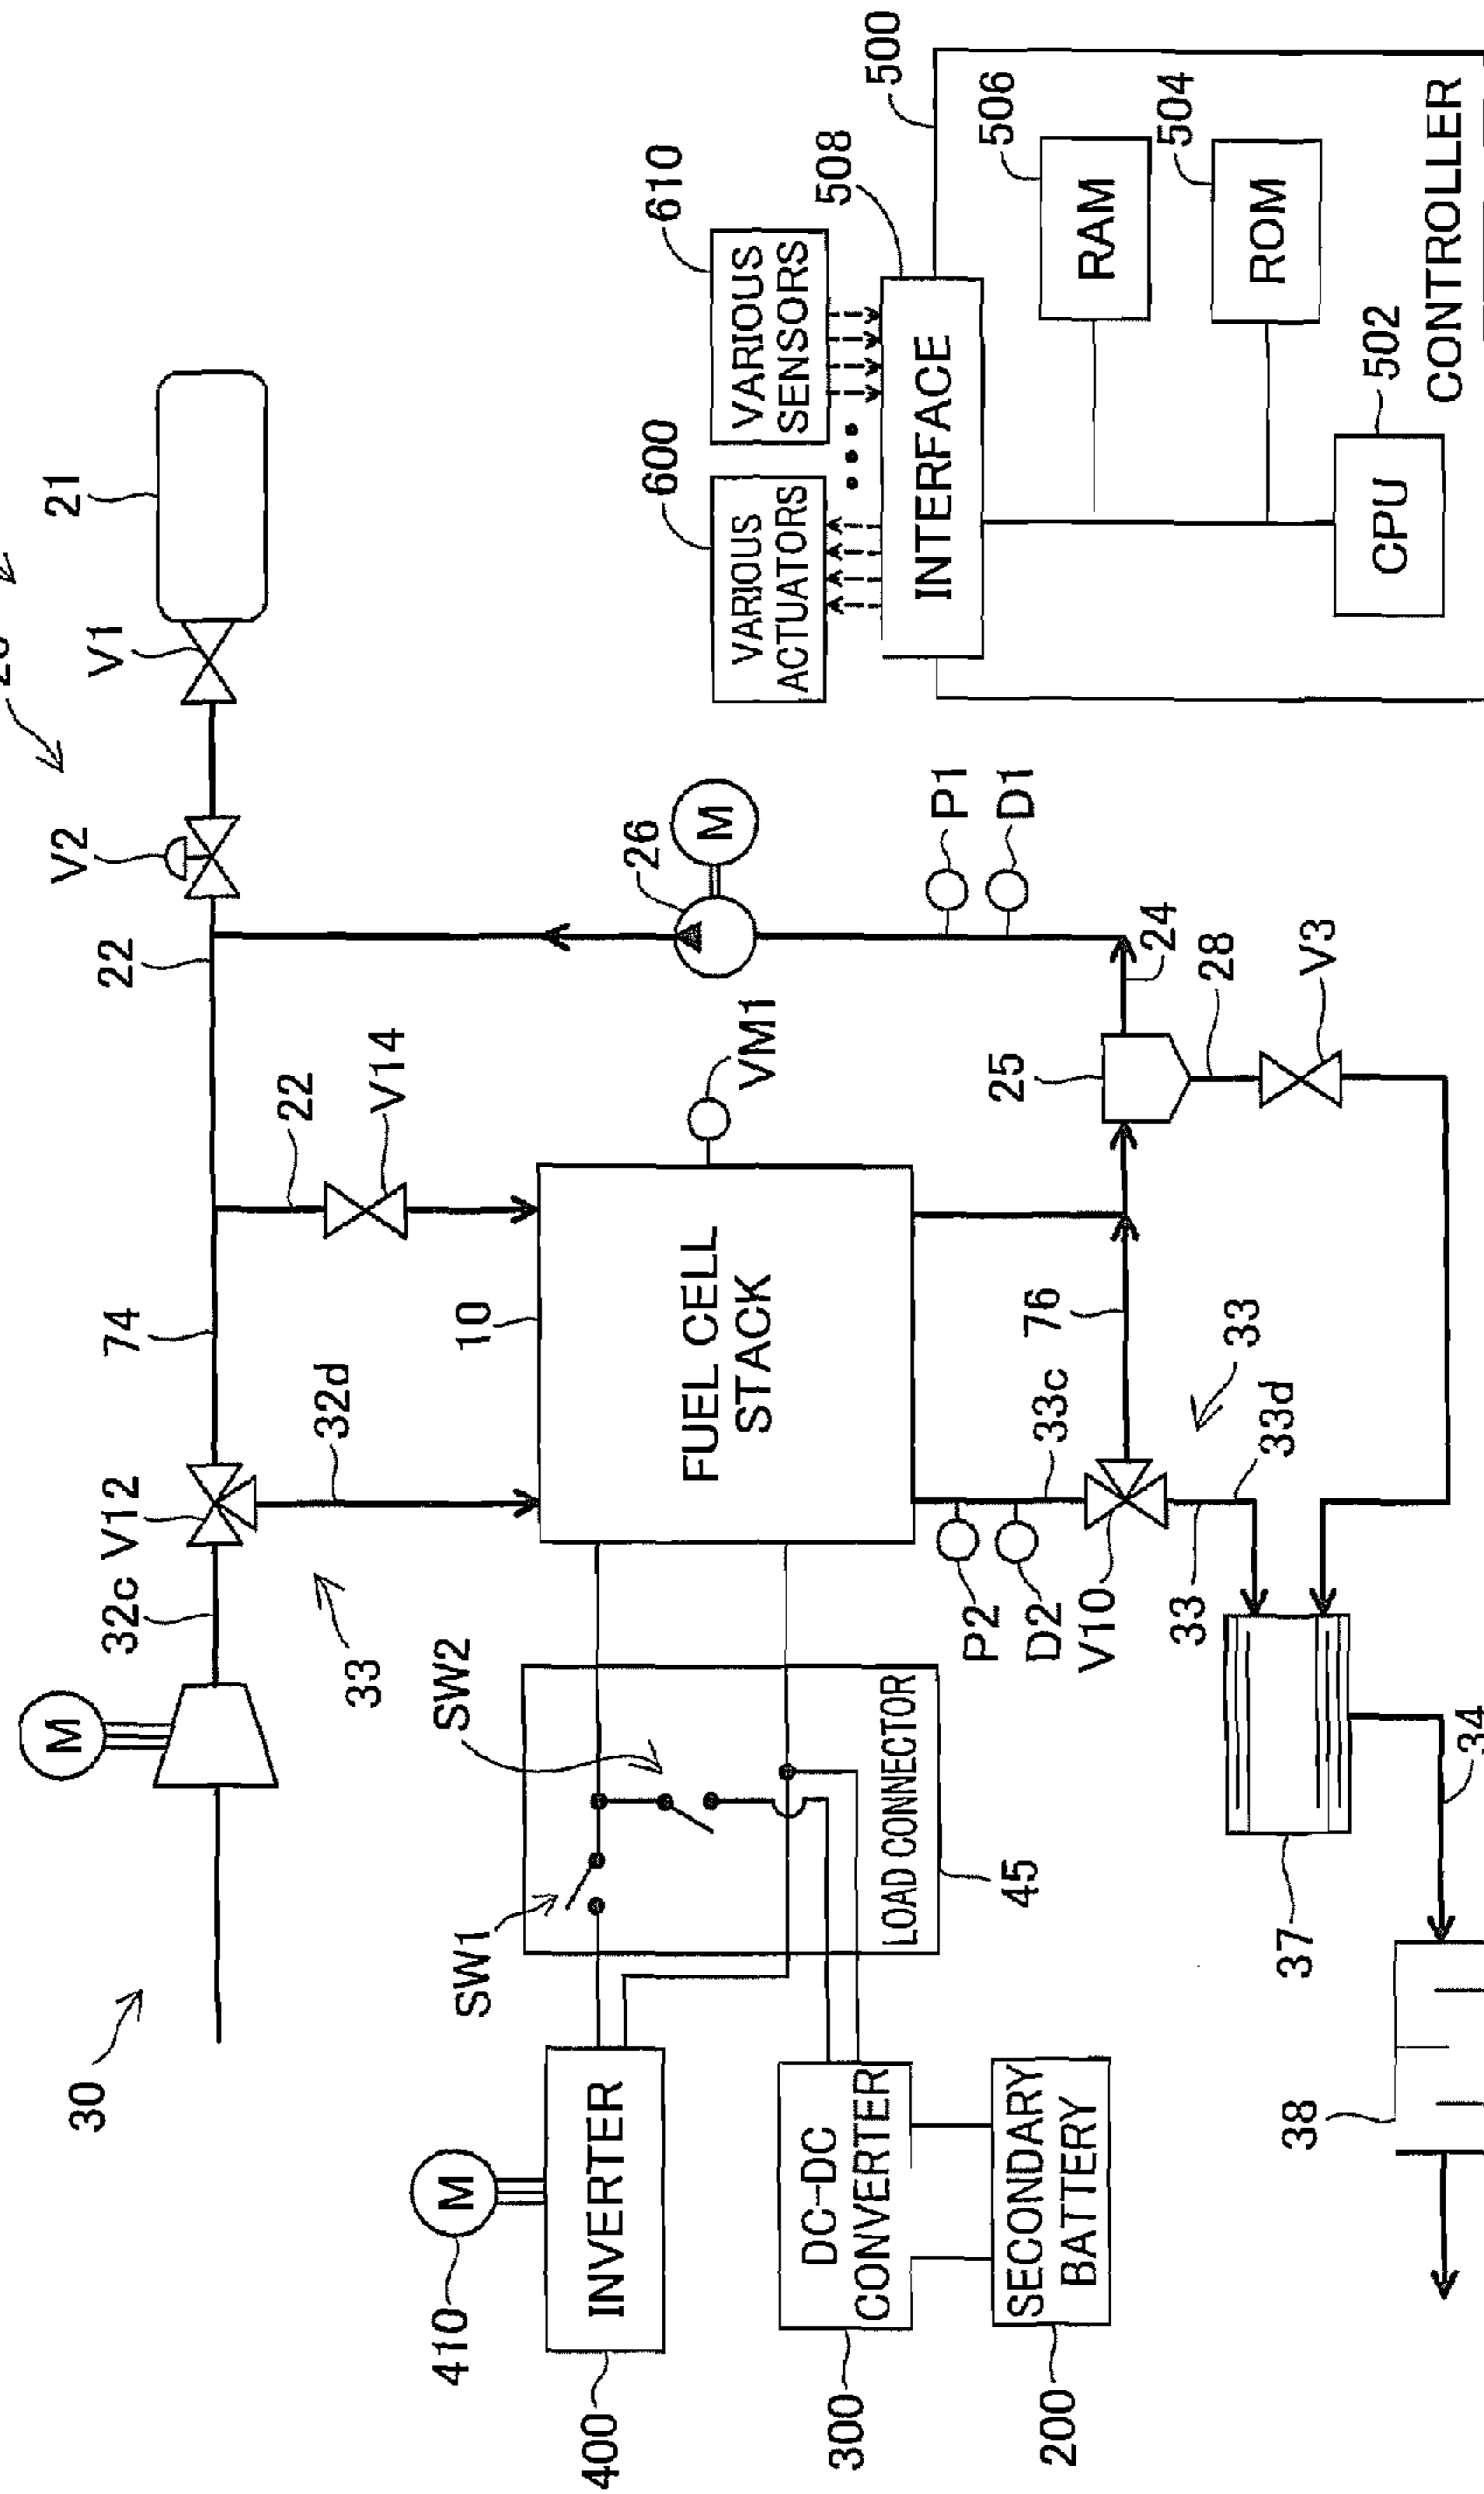 M
21
V2
30
V1
32c
V12
74
22
22
32d
33
V14
410
M
SW2
SW1
10
400
INVERTER
26
600
610
FUEL CELL
STACK
M
VM1
VARIOUS
ACTUATORS
VARIOUS
SENSORS
508
500
300
DC-DC
CONVERTER
LOAD CONNECTOR
INTERFACE
P2
P1
506
45
D2
D1
25
76
33c
200
SECONDARY
BATTERY
V10
RAM
24
504
33
28
33
33d
ROM
38
37
V3
502
CPU
CONTROLLER
34